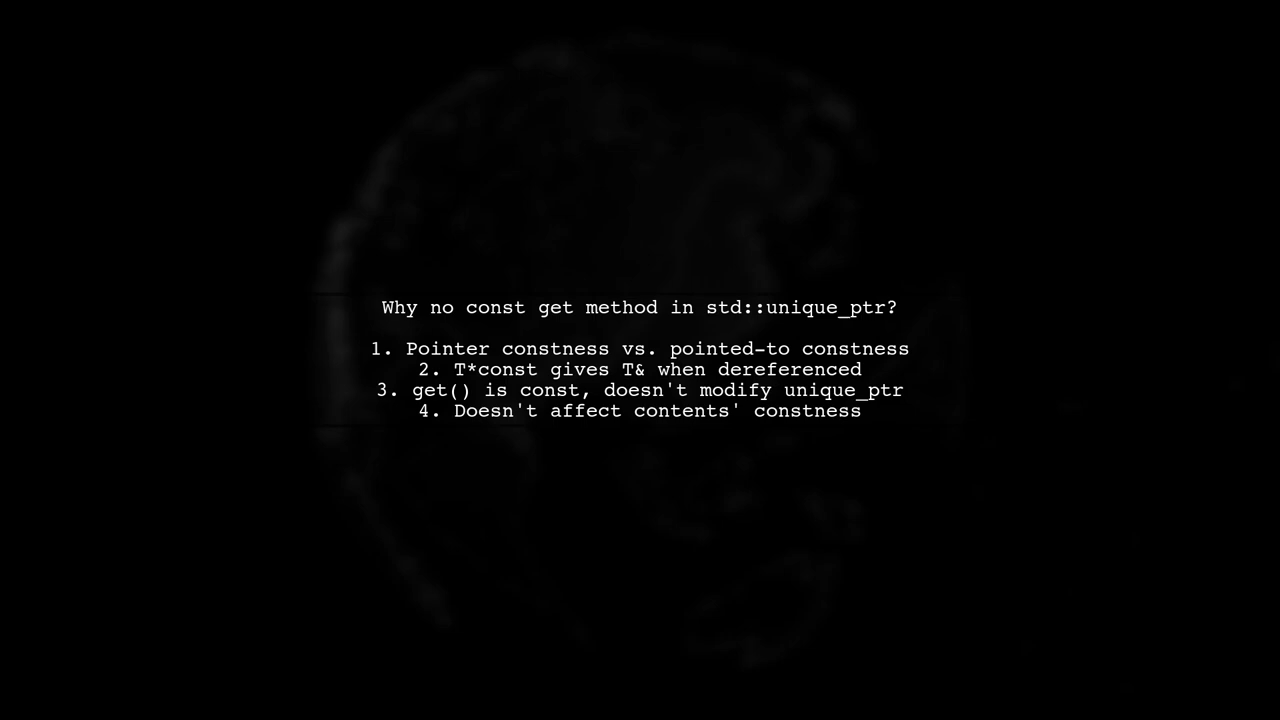 Why no const get method in std::unique_ptr?
1. Pointer constness vs. pointed-to constness
2. T*const gives T& when dereferenced
3. get() is const, doesn't modify unique_ptr
4. Doesn't affect contents' constness